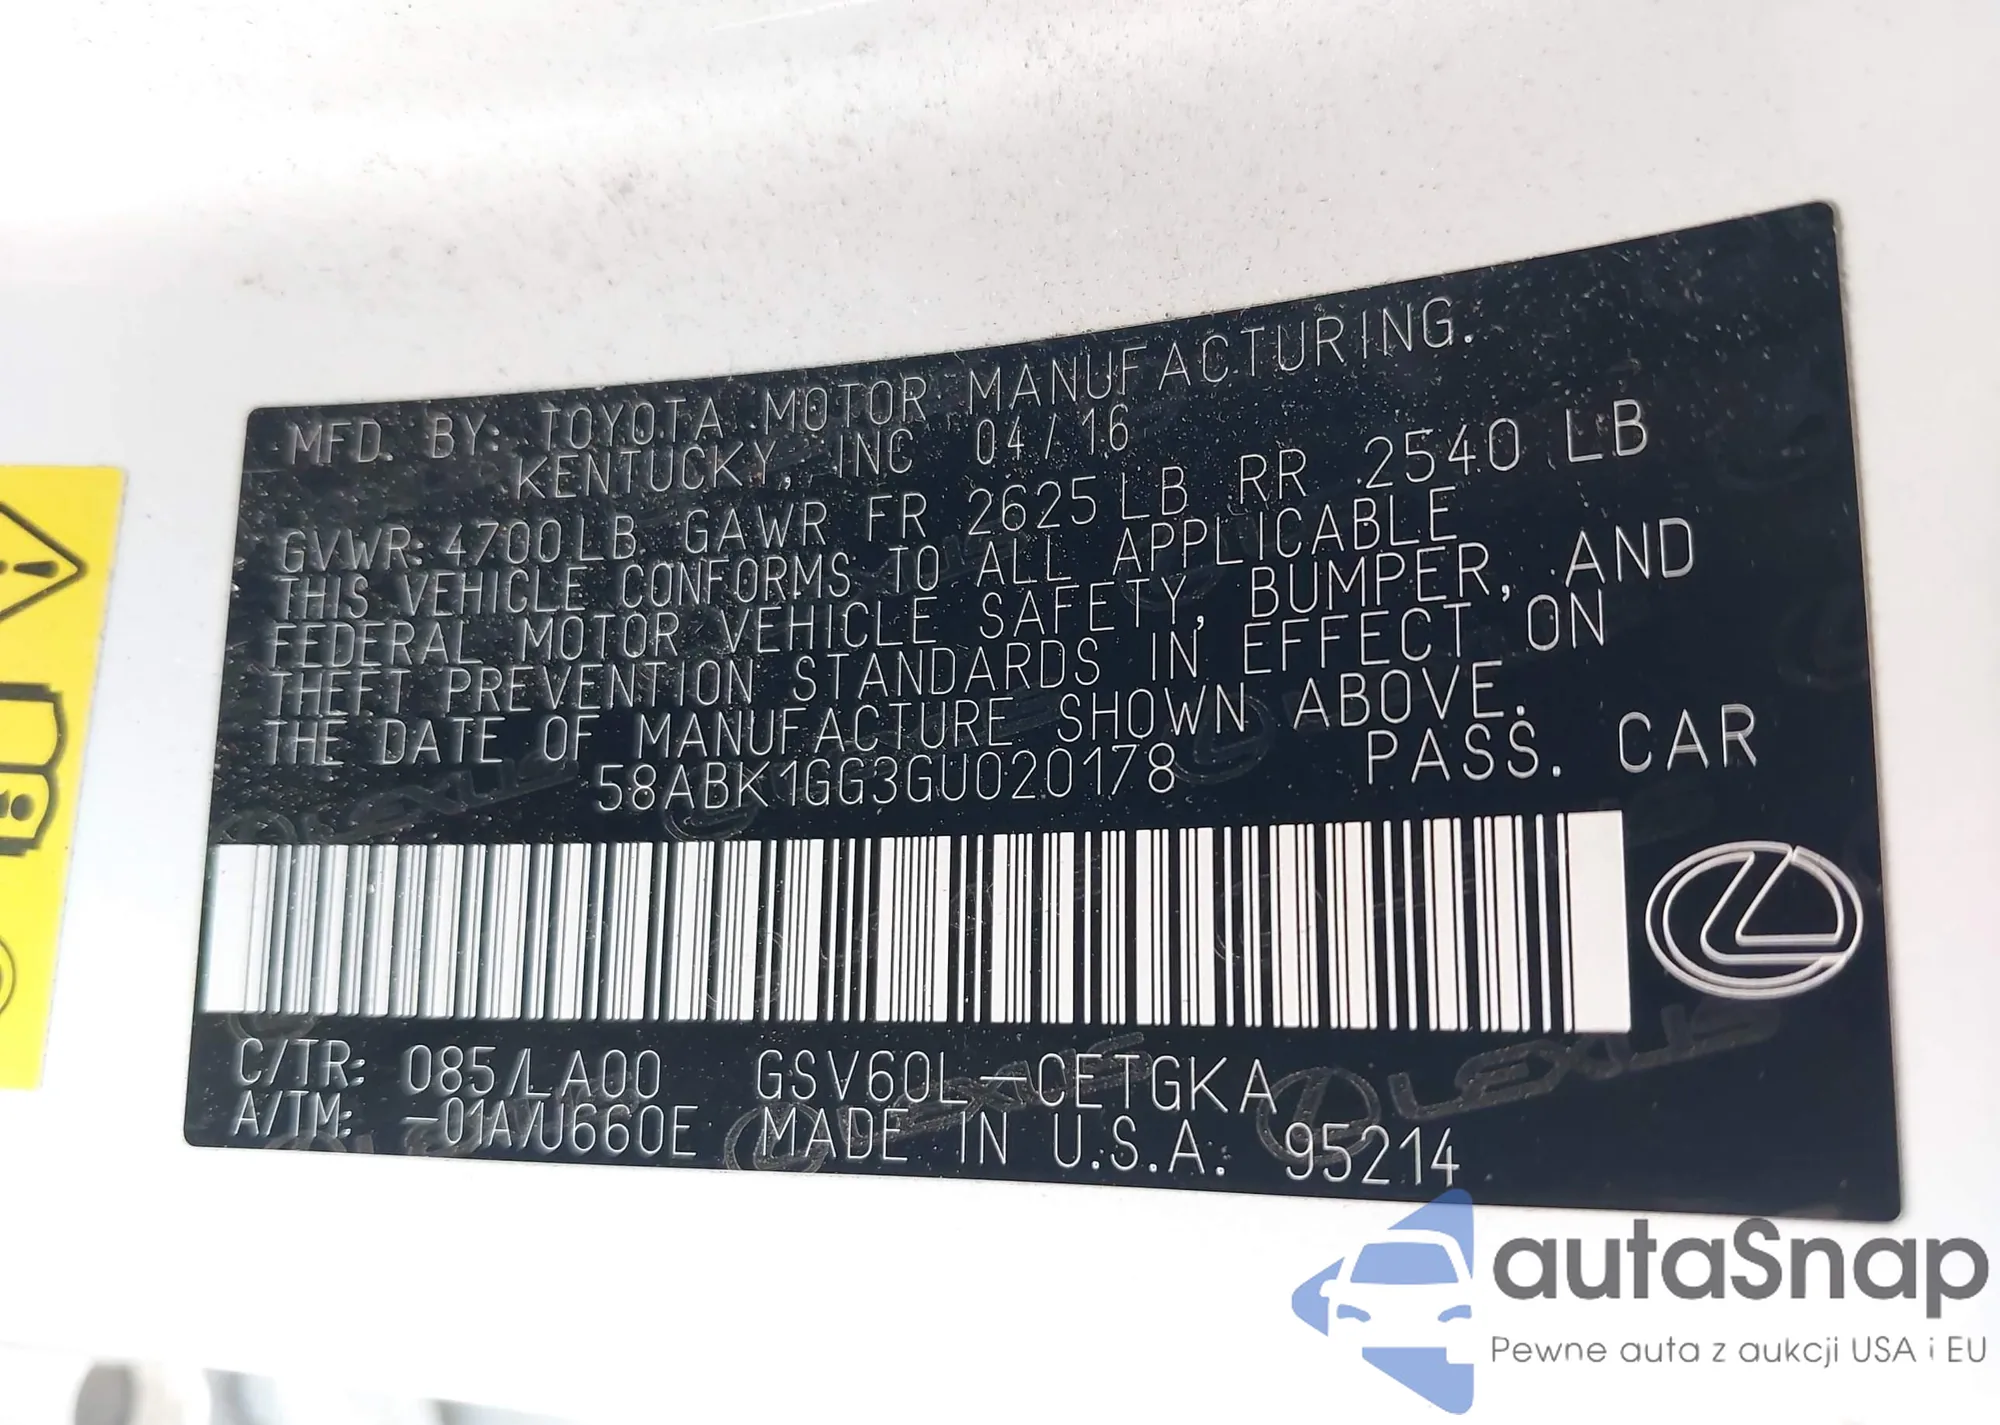 MFD. BY: TOYOTA MOTOR MANUFACTURING.
KENTUCKY, INC 04/16
GVWR: 4700LB GAWR FR 2625LB RR 2540 LB
THIS VEHICLE CONFORMS TO ALL APPLICABLE
FEDERAL MOTOR VEHICLE SAFETY, BUMPER, AND
THEFT PREVENTION STANDARDS IN EFFECT ON
THE DATE OF MANUFACTURE SHOWN ABOVE.
58ABK1GG3GU020178 PASS. CAR
C/TR: 085/LA00 GSV60L-CETGKA
A/TM: -01A/U660E MADE IN U.S.A. 95214
LEXUS
autaSnap
Pewne auta z aukcji USA i EU